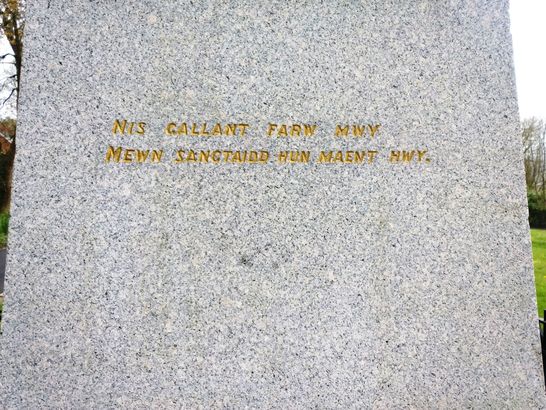 NIS GALLANT FARW MWY
MEWN SANCTAIDD HUN MAENT HWY.